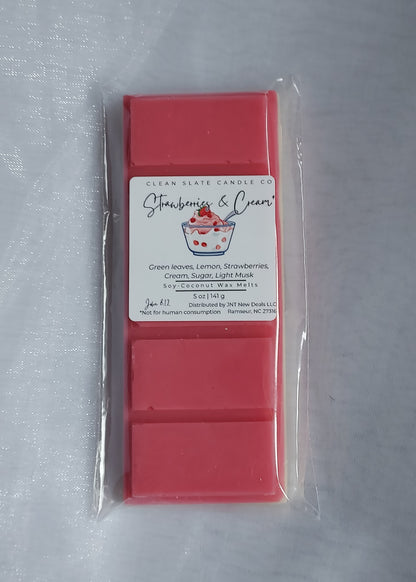 CLEAN SLATE CANDLE CO
Strawberries & Cream*
Green leaves, Lemon, Strawberries,
Cream, Sugar, Light Musk
Soy-Coconut Wax Melts
5 oz | 141 g
Distributed by JNT New Deals LLC
*Not for human consumption Ramseur, NC 27316